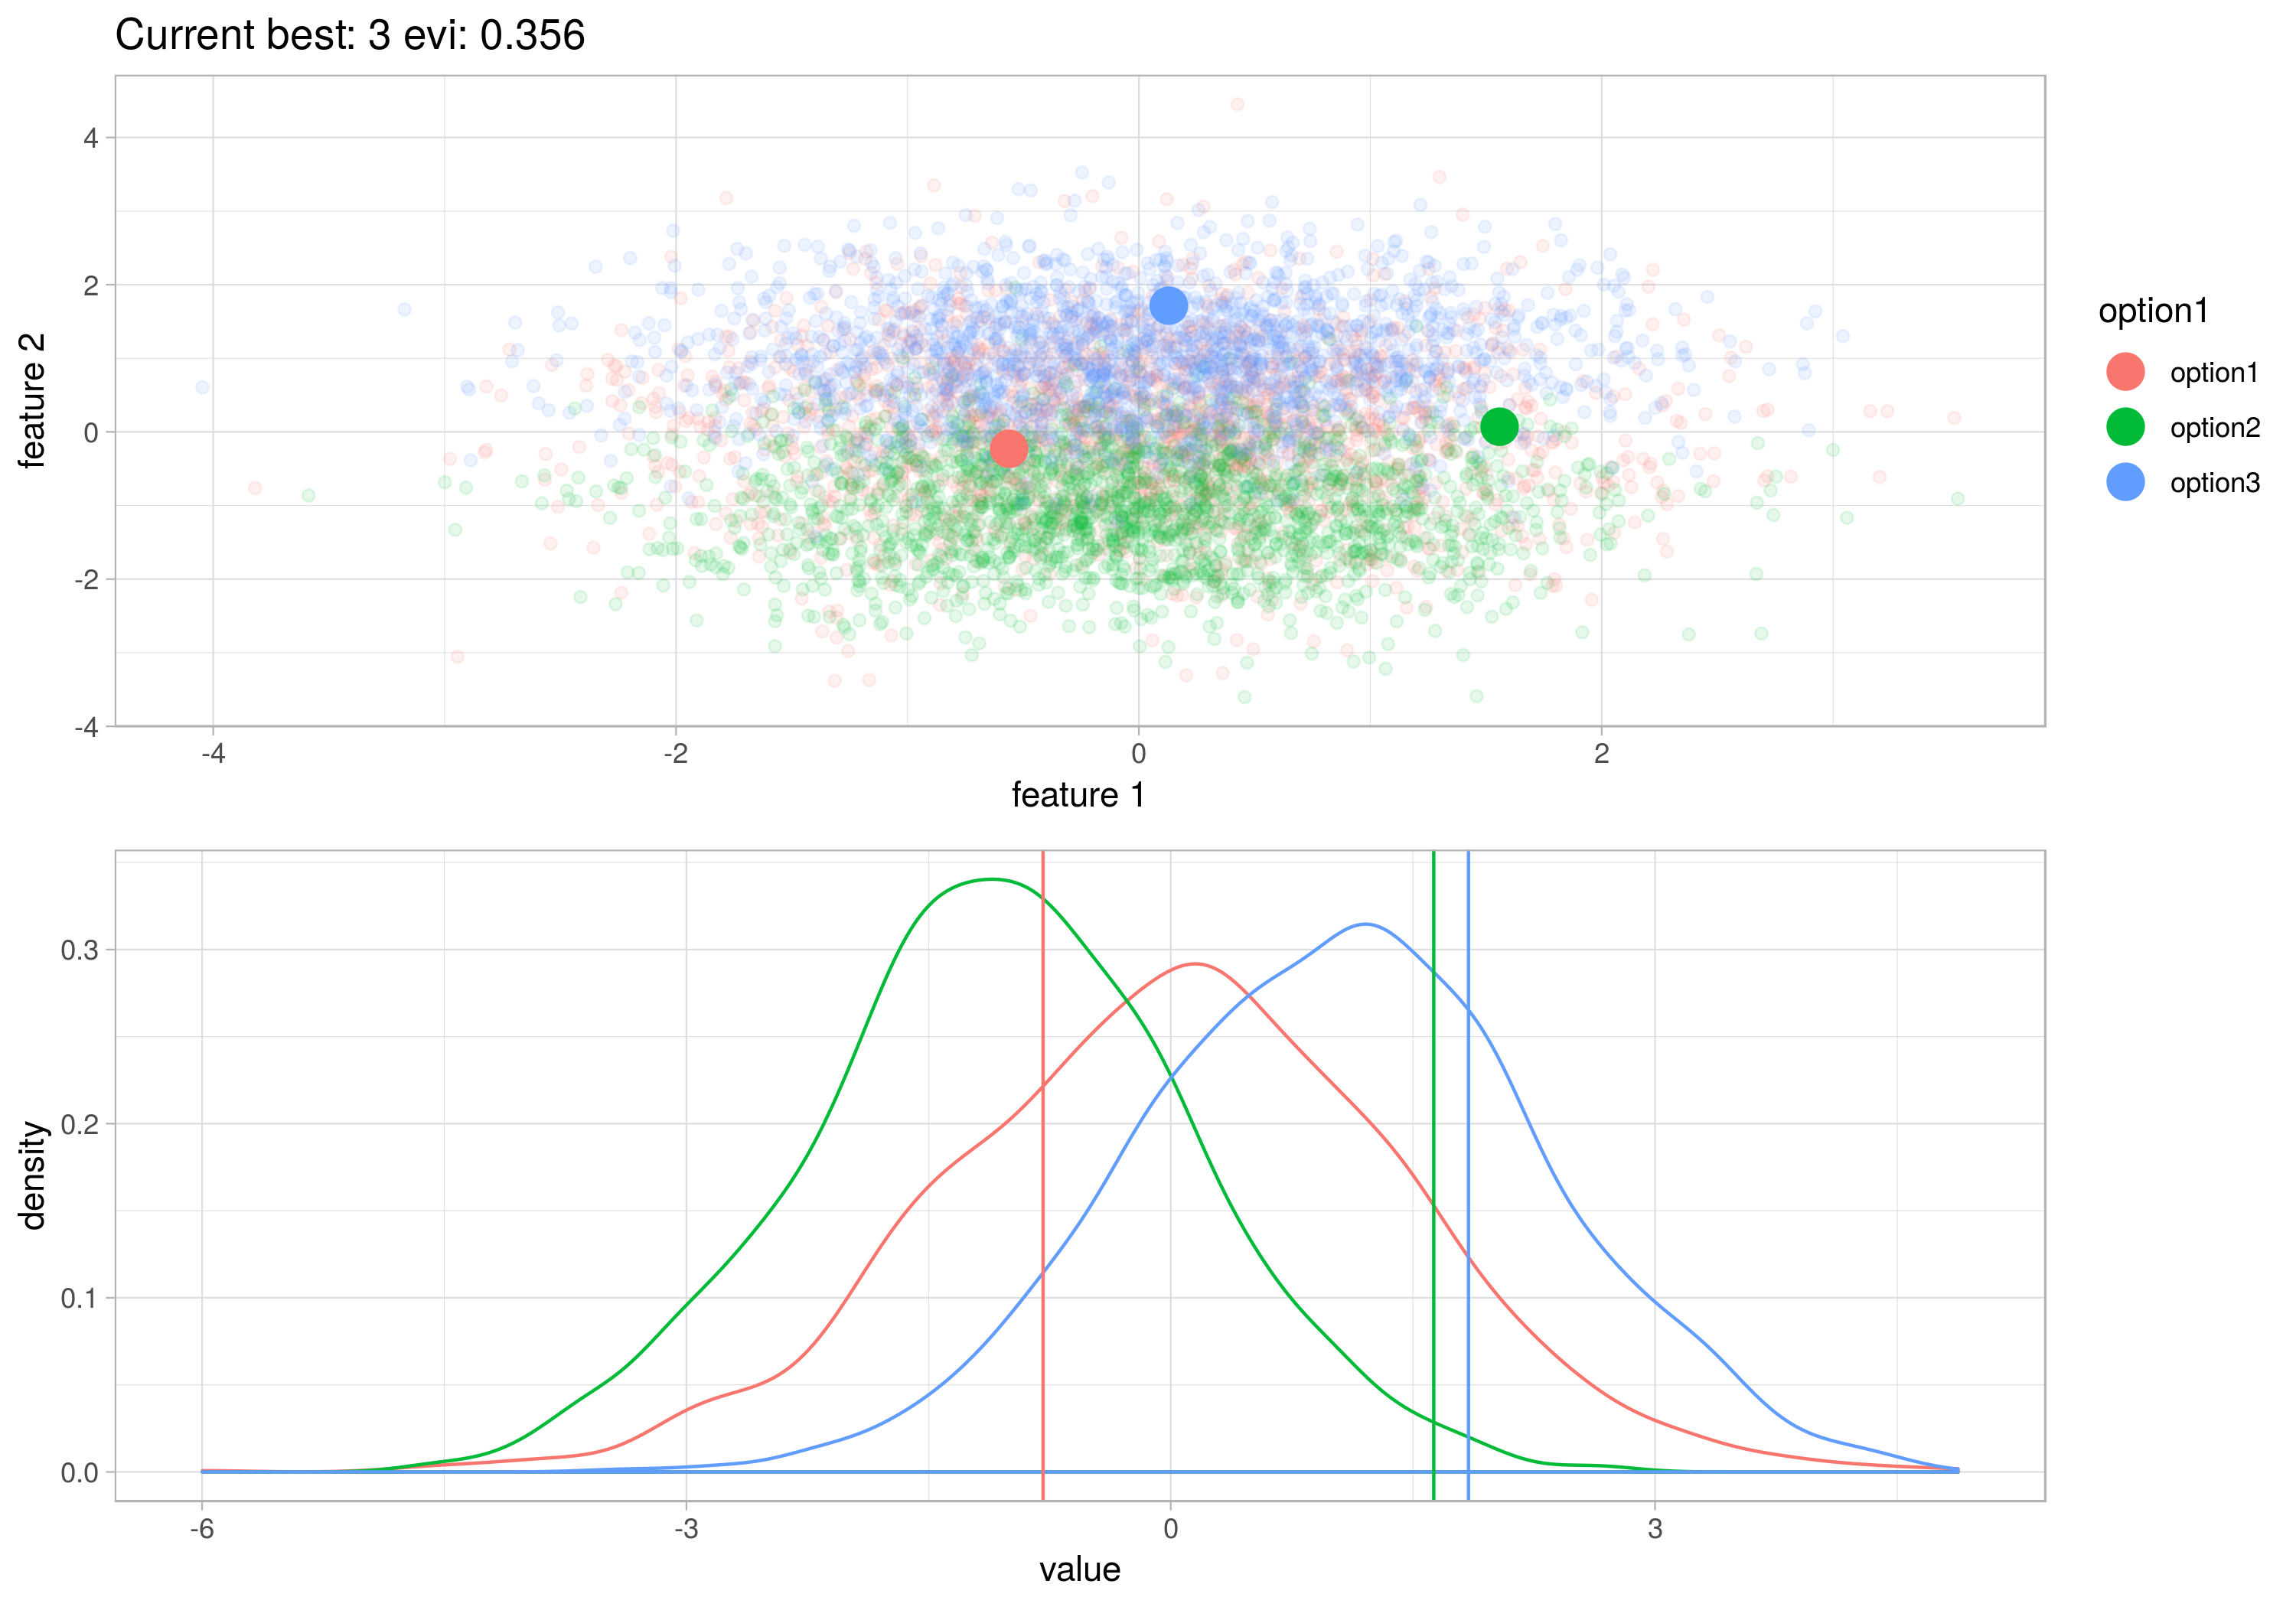 Current best: 3 evi: 0.356
4
2
0
-2
-4
feature 2
-4
-2
0
2
feature 1
option1
option1
option2
option3
0.3
0.2
0.1
0.0
density
-6
-3
0
3
value